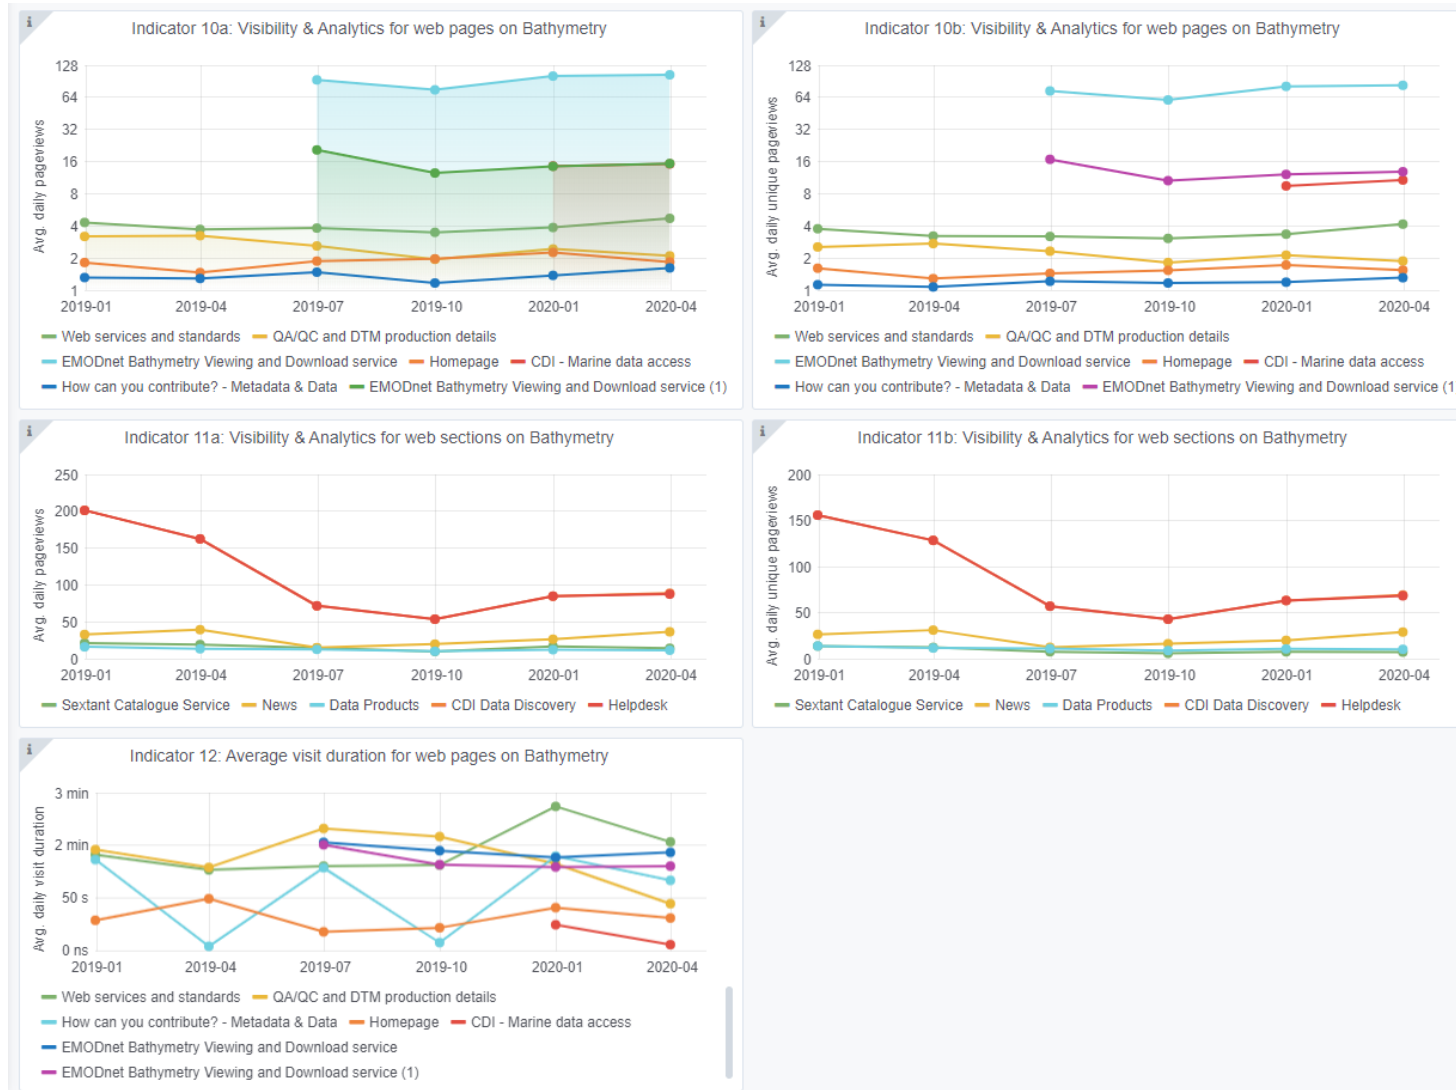 i
Indicator 10a: Visibility & Analytics for web pages on Bathymetry
Avg. daily pageviews
128
64
32
16
8
4
2
1
2019-01 2019-04 2019-07 2019-10 2020-01 2020-04
Web services and standards QA/QC and DTM production details
EMODnet Bathymetry Viewing and Download service Homepage CDI - Marine data access
How can you contribute? - Metadata & Data EMODnet Bathymetry Viewing and Download service (1)
i
Indicator 10b: Visibility & Analytics for web pages on Bathymetry
Avg. daily unique pageviews
128
64
32
16
8
4
2
1
2019-01 2019-04 2019-07 2019-10 2020-01 2020-04
Web services and standards QA/QC and DTM production details
EMODnet Bathymetry Viewing and Download service Homepage CDI - Marine data access
How can you contribute? - Metadata & Data EMODnet Bathymetry Viewing and Download service (1
i
Indicator 11a: Visibility & Analytics for web sections on Bathymetry
Avg. daily pageviews
250
200
150
100
50
0
2019-01 2019-04 2019-07 2019-10 2020-01 2020-04
Sextant Catalogue Service News Data Products CDI Data Discovery Helpdesk
i
Indicator 11b: Visibility & Analytics for web sections on Bathymetry
Avg. daily unique pageviews
200
150
100
50
0
2019-01 2019-04 2019-07 2019-10 2020-01 2020-04
Sextant Catalogue Service News Data Products CDI Data Discovery Helpdesk
i
Indicator 12: Average visit duration for web pages on Bathymetry
Avg. daily visit duration
3 min
2 min
50 s
0 ns
2019-01 2019-04 2019-07 2019-10 2020-01 2020-04
Web services and standards QA/QC and DTM production details
How can you contribute? - Metadata & Data Homepage CDI - Marine data access
EMODnet Bathymetry Viewing and Download service
EMODnet Bathymetry Viewing and Download service (1)